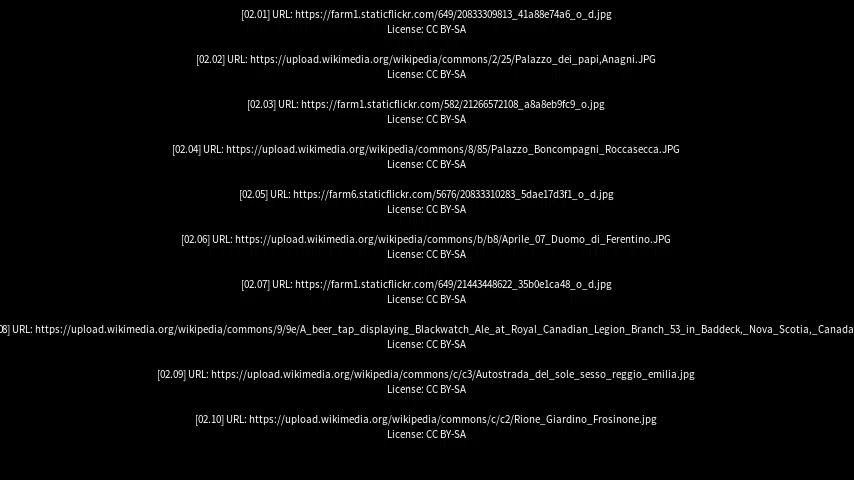 [02.01] URL: https://farm1.staticflickr.com/649/20833309813_41a88e74a6_o_d.jpg
License: CC BY-SA
[02.02] URL: https://upload.wikimedia.org/wikipedia/commons/2/25/Palazzo_dei_papi,Anagni.JPG
License: CC BY-SA
[02.03] URL: https://farm1.staticflickr.com/582/21266572108_a8a8eb9fc9_o.jpg
License: CC BY-SA
[02.04] URL: https://upload.wikimedia.org/wikipedia/commons/8/85/Palazzo_Boncompagni_Roccasecca.JPG
License: CC BY-SA
[02.05] URL: https://farm6.staticflickr.com/5676/20833310283_5dae17d3f1_o_d.jpg
License: CC BY-SA
[02.06] URL: https://upload.wikimedia.org/wikipedia/commons/b/b8/Aprile_07_Duomo_di_Ferentino.JPG
License: CC BY-SA
[02.07] URL: https://farm1.staticflickr.com/649/21443448622_35b0e1ca48_o_d.jpg
License: CC BY-SA
08] URL: https://upload.wikimedia.org/wikipedia/commons/9/9e/A_beer_tap_displaying_Blackwatch_Ale_at_Royal_Canadian_Legion_Branch_53_in_Baddeck,_Nova_Scotia,_Canada
License: CC BY-SA
[02.09] URL: https://upload.wikimedia.org/wikipedia/commons/c/c3/Autostrada_del_sole_sesso_reggio_emilia.jpg
License: CC BY-SA
[02.10] URL: https://upload.wikimedia.org/wikipedia/commons/c/c2/Rione_Giardino_Frosinone.jpg
License: CC BY-SA